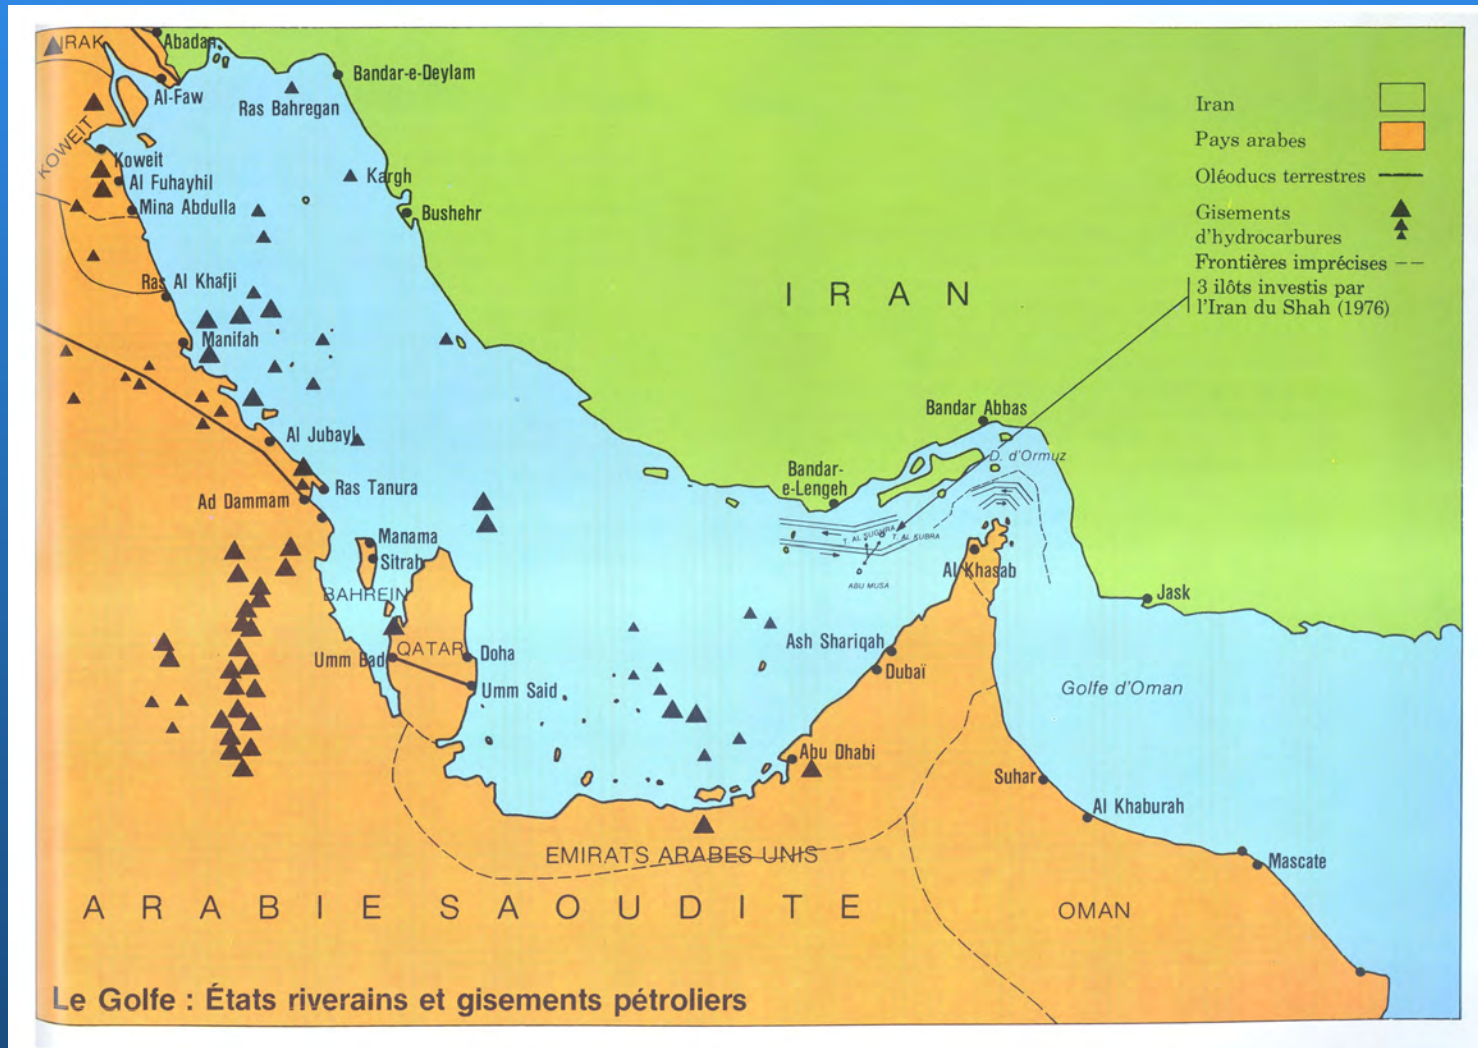 IRAK
Abadan
Bandar-e-Deylam
Al-Faw
Ras Bahregan
KOWEIT
Koweit
Al Fuhayhil
Mina Abdulla
Kargh
Bushehr
Ras Al Khafji
Manifah
Al Jubayl
Ras Tanura
Ad Dammam
Manama
Sitrah
BAHREIN
QATAR
Umm Bad
Doha
Umm Said
IRAN
Iran
Pays arabes
Oléoducs terrestres
Gisements
d'hydrocarbures
Frontières imprécises
3 ilôts investis par
l'Iran du Shah (1976)
Bandar Abbas
D. d'Ormuz
Bandar-
e-Lengeh
T. AL SUGHRA
T. AL KUBRA
ABU MUSA
Al Khasab
Jask
Ash Shariqah
Dubaï
Golfe d'Oman
Abu Dhabi
Suhar
Al Khaburah
Mascate
EMIRATS ARABES UNIS
ARABIE SAOUDITE
OMAN
Le Golfe : États riverains et gisements pétroliers